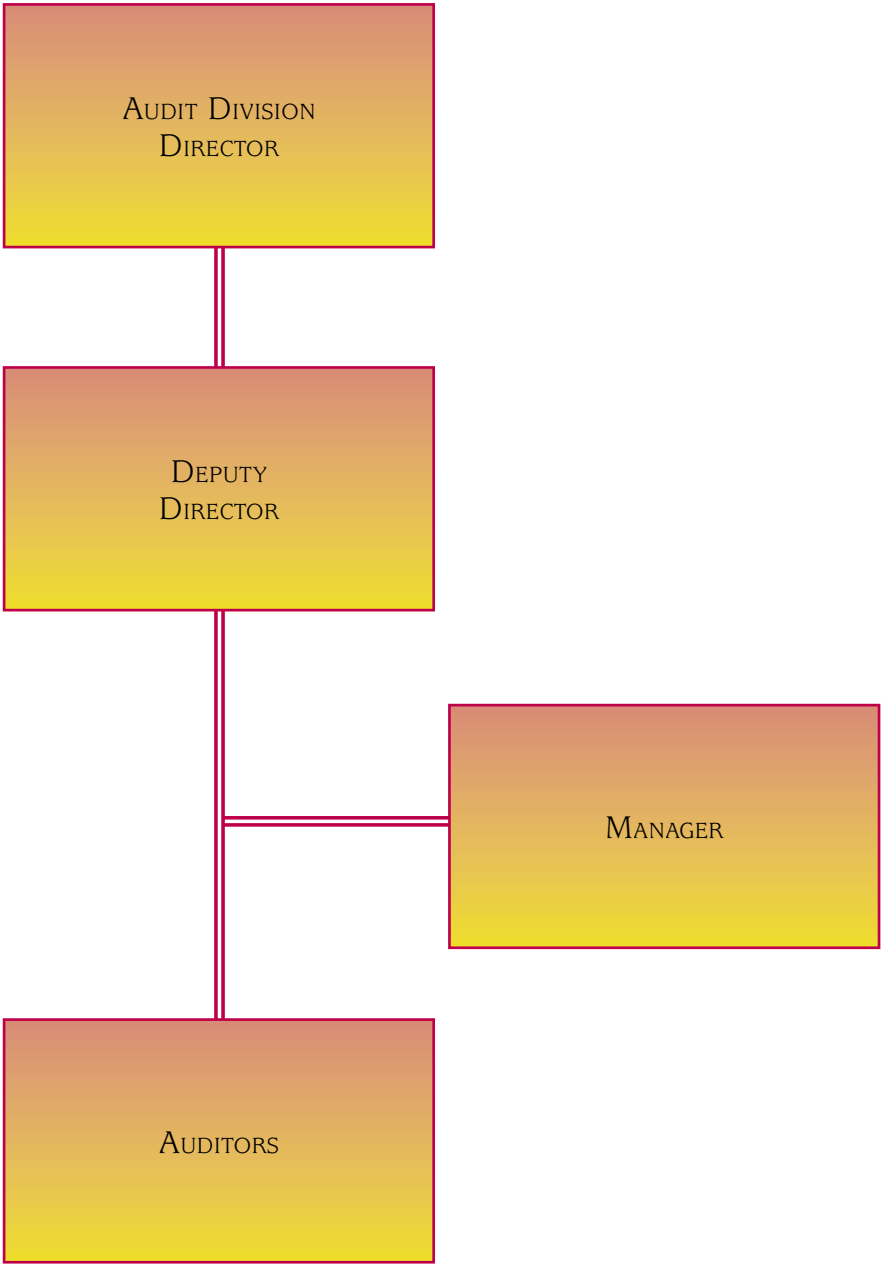 Audit Division
Director
Deputy
Director
Manager
Auditors